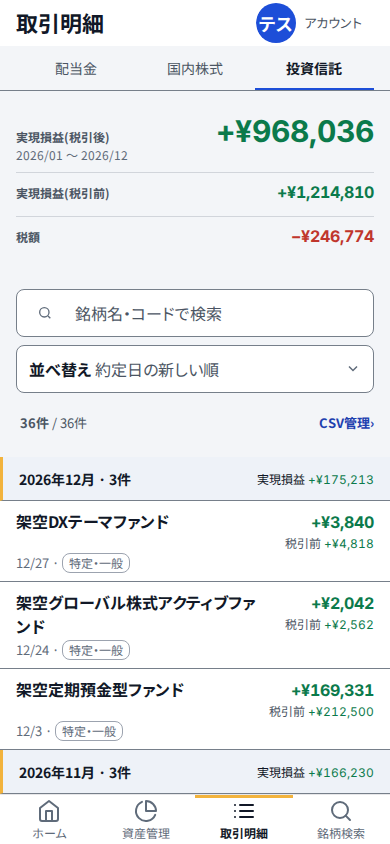 取引明細
テス アカウント
配当金 国内株式 投資信託
実現損益(税引後) +¥968,036
2026/01 〜 2026/12
実現損益(税引前) +¥1,214,810
税額 −¥246,774
銘柄名・コードで検索
並べ替え 約定日の新しい順
36件 / 36件 CSV管理›
2026年12月・3件 実現損益 +¥175,213
架空DXテーマファンド +¥3,840
税引前 +¥4,818
12/27・特定・一般
架空グローバル株式アクティブファ +¥2,042
ンド 税引前 +¥2,562
12/24・特定・一般
架空定期預金型ファンド +¥169,331
税引前 +¥212,500
12/3・特定・一般
2026年11月・3件 実現損益 +¥166,230
ホーム 資産管理 取引明細 銘柄検索